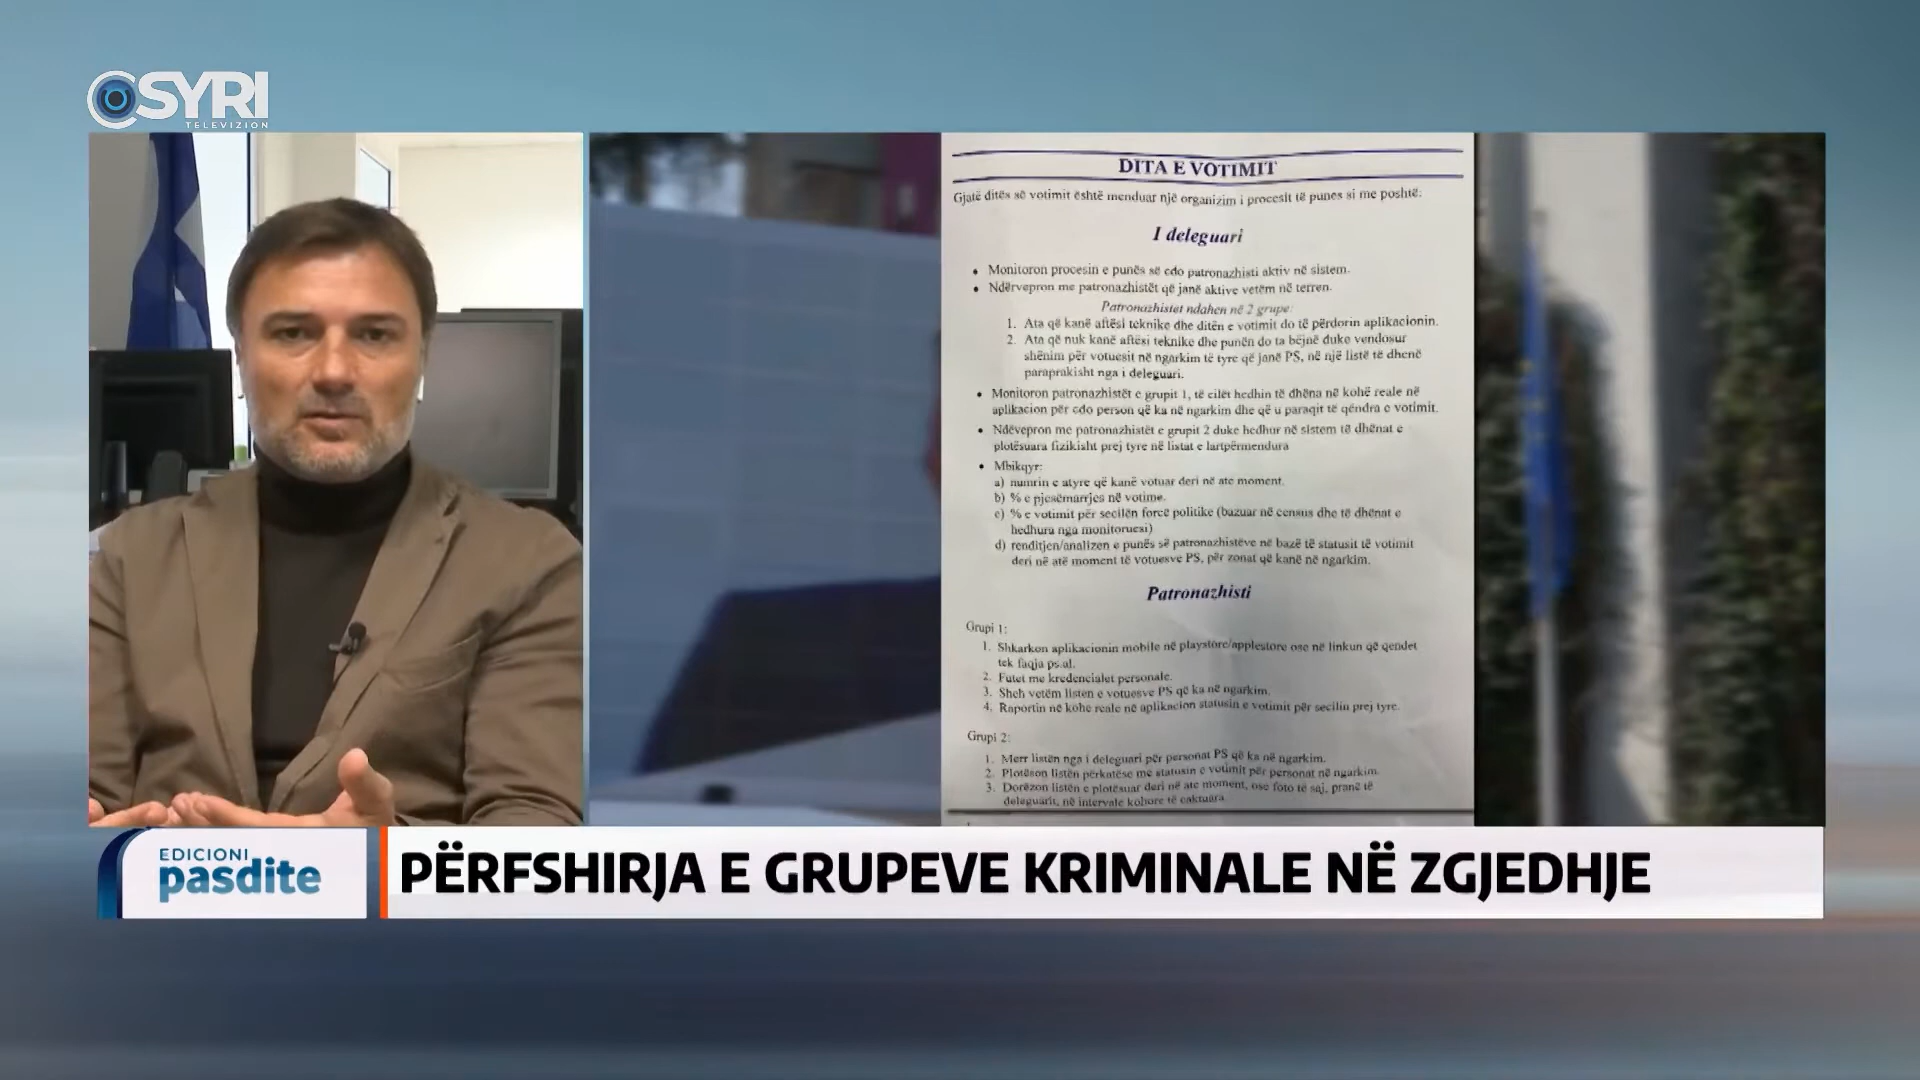 SYRI
TELEVIZION
DITA E VOTIMIT
Gjatë ditës së votimit është menduar një organizim i procesit të punës si me poshtë:
I deleguari
• Monitoron procesin e punës së cdo patronazhisti aktiv në sistem.
• Ndërvepron me patronazhistët që janë aktive vetëm në terren.
Patronazhistet ndahen në 2 grupe:
1. Ata që kanë aftësi teknike dhe ditën e votimit do të përdorin aplikacionin.
2. Ata që nuk kanë aftësi teknike dhe punën do ta bëjnë duke vendosur
shënim për votuesit në ngarkim të tyre që janë PS, në një listë të dhenë
paraprakisht nga i deleguari.
• Monitoron patronazhistët e grupit 1, të cilët hedhin të dhëna në kohë reale në
aplikacion për cdo person që ka në ngarkim dhe që u paraqit të qëndra e votimit.
• Ndëvepron me patronazhistët e grupit 2 duke hedhur në sistem të dhënat e
plotësuara fizikisht prej tyre në listat e lartpërmendura
• Mbikqyr:
a) numrin e atyre që kanë votuar deri në ate moment.
b) % e pjesëmarrjes në votime.
c) % e votimit për secilën forcë politike (bazuar në census dhe të dhënat e
hedhura nga monitoruesi)
d) renditjen/analizen e punës së patronazhistëve në bazë të statusit të votimit
deri në atë moment të votuesve PS, për zonat që kanë në ngarkim.
Patronazhisti
Grupi 1:
1. Shkarkon aplikacionin mobile në playstore/applestore ose në linkun që qendet
tek faqja ps.al.
2. Futet me kredencialet personale.
3. Sheh vetëm listen e votuesve PS që ka në ngarkim.
4. Raportin në kohe reale në aplikacion statusin e votimit për secilin prej tyre.
Grupi 2:
1. Merr listën nga i deleguari për personat PS që ka në ngarkim.
2. Plotëson listën përkatëse me statusin e votimit për personat në ngarkim.
3. Dorëzon listën e plotësuar deri në ate moment, ose foto të saj, pranë të
deleguarit, në intervale kohore të caktuara
EDICIONI
pasdite
PËRFSHIRJA E GRUPEVE KRIMINALE NË ZGJEDHJE